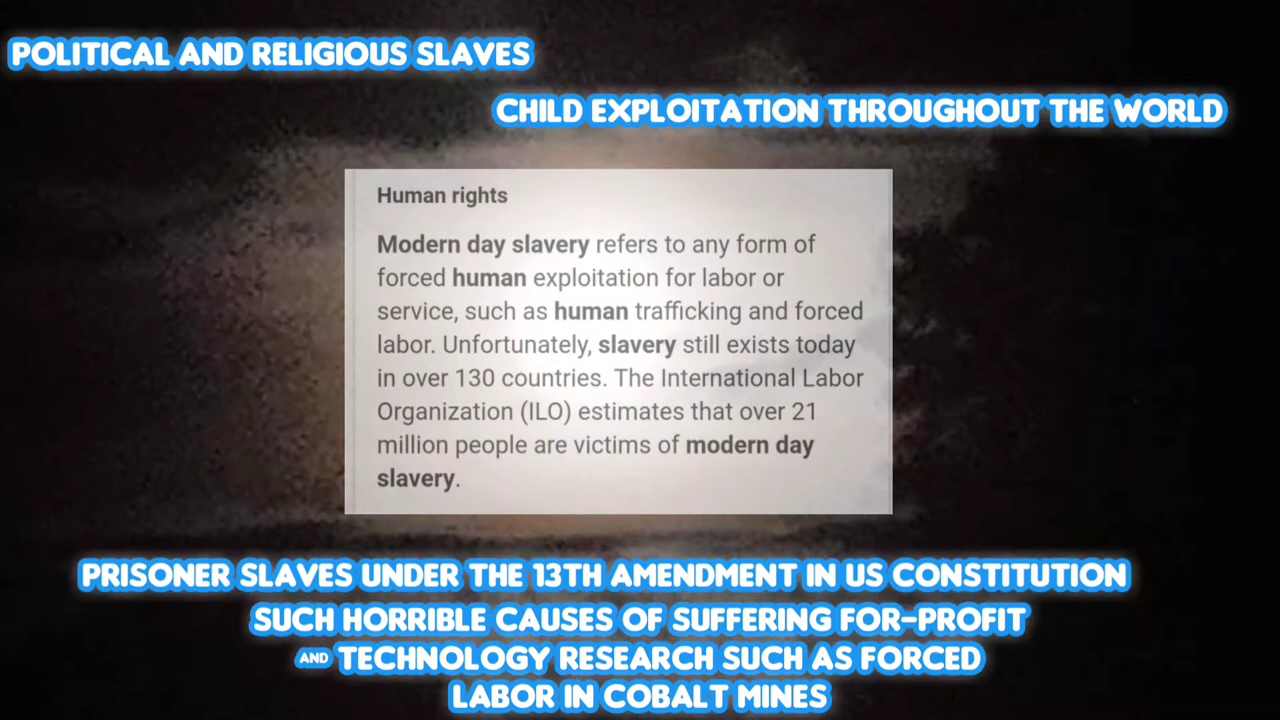 POLITICAL AND RELIGIOUS SLAVES
CHILD EXPLOITATION THROUGHOUT THE WORLD
Human rights
Modern day slavery refers to any form of
forced human exploitation for labor or
service, such as human trafficking and forced
labor. Unfortunately, slavery still exists today
in over 130 countries. The International Labor
Organization (ILO) estimates that over 21
million people are victims of modern day
slavery.
PRISONER SLAVES UNDER THE 13TH AMENDMENT IN US CONSTITUTION
SUCH HORRIBLE CAUSES OF SUFFERING FOR-PROFIT
AND TECHNOLOGY RESEARCH SUCH AS FORCED
LABOR IN COBALT MINES